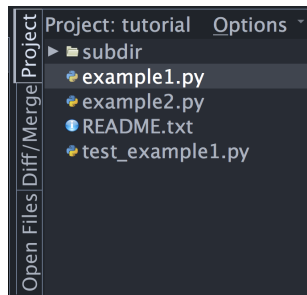 Project: tutorial Options
subdir
example1.py
example2.py
README.txt
test_example1.py
Project
Diff/Merge
Open Files